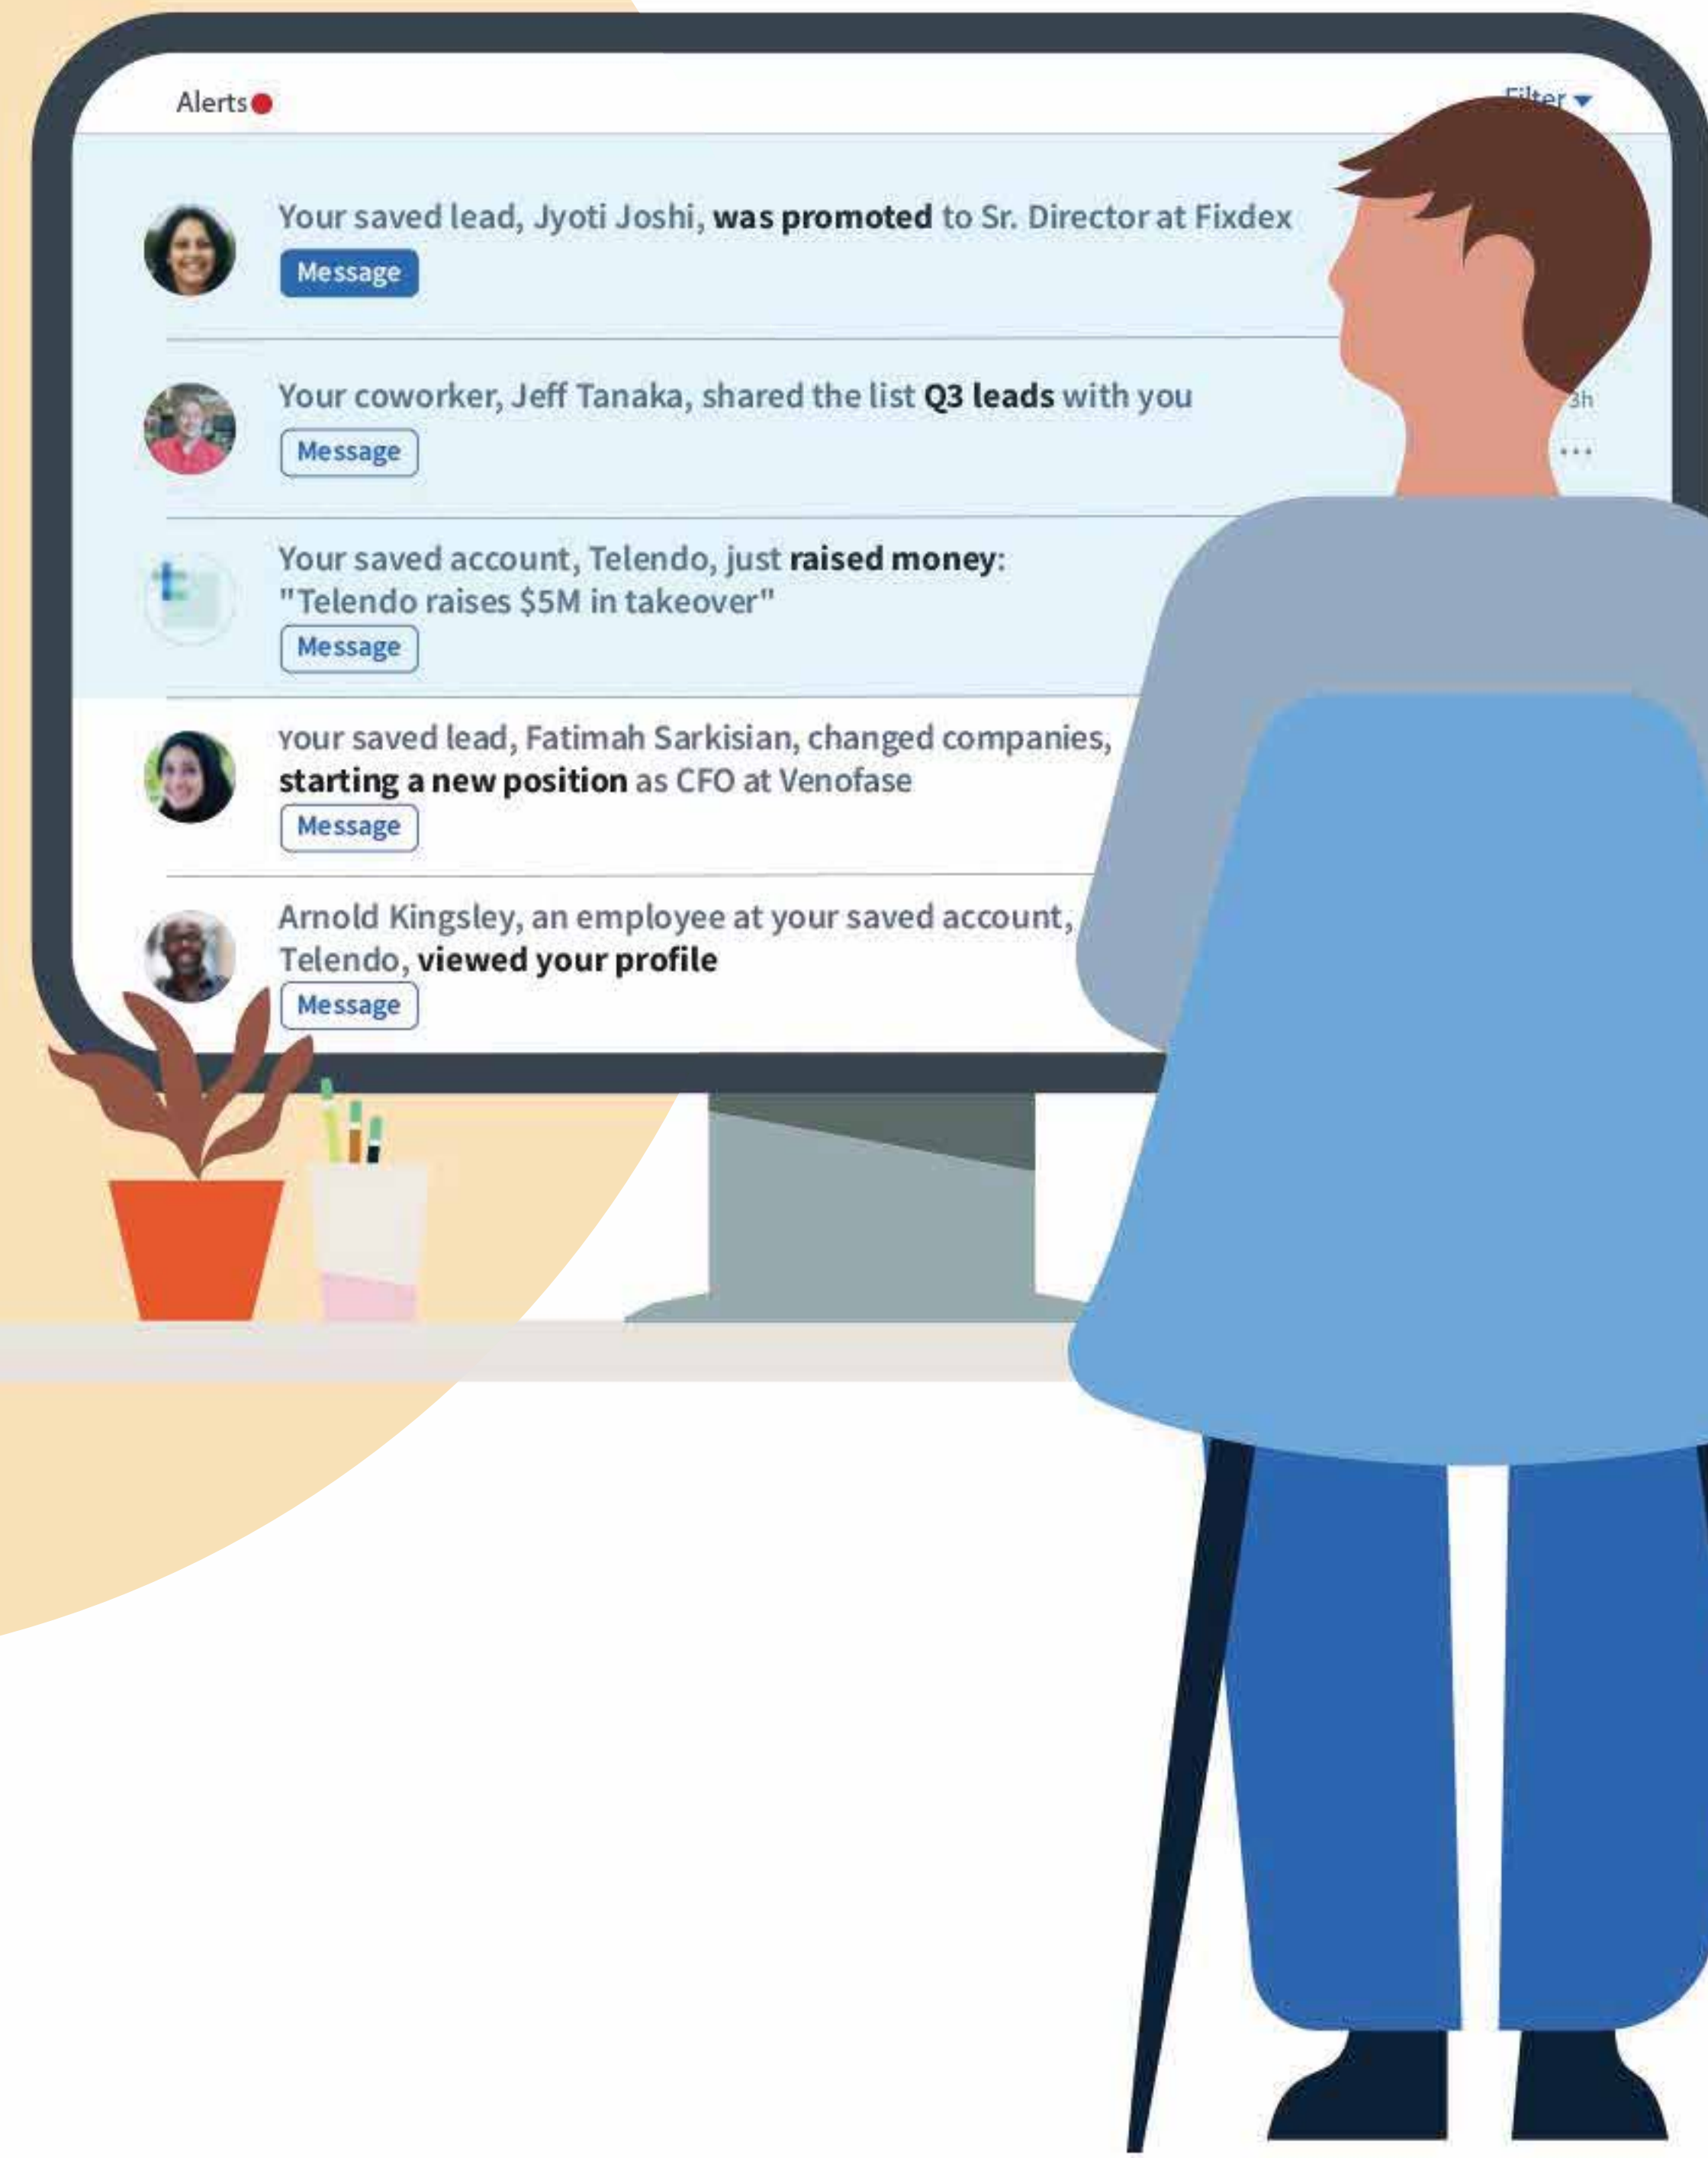 Alerts
Filter
Your saved lead, Jyoti Joshi, was promoted to Sr. Director at Fixdex
Message
Your coworker, Jeff Tanaka, shared the list Q3 leads with you
3h
Message
...
Your saved account, Telendo, just raised money:
"Telendo raises $5M in takeover"
Message
Your saved lead, Fatimah Sarkisian, changed companies,
starting a new position as CFO at Venofase
Message
Arnold Kingsley, an employee at your saved account,
Telendo, viewed your profile
Message